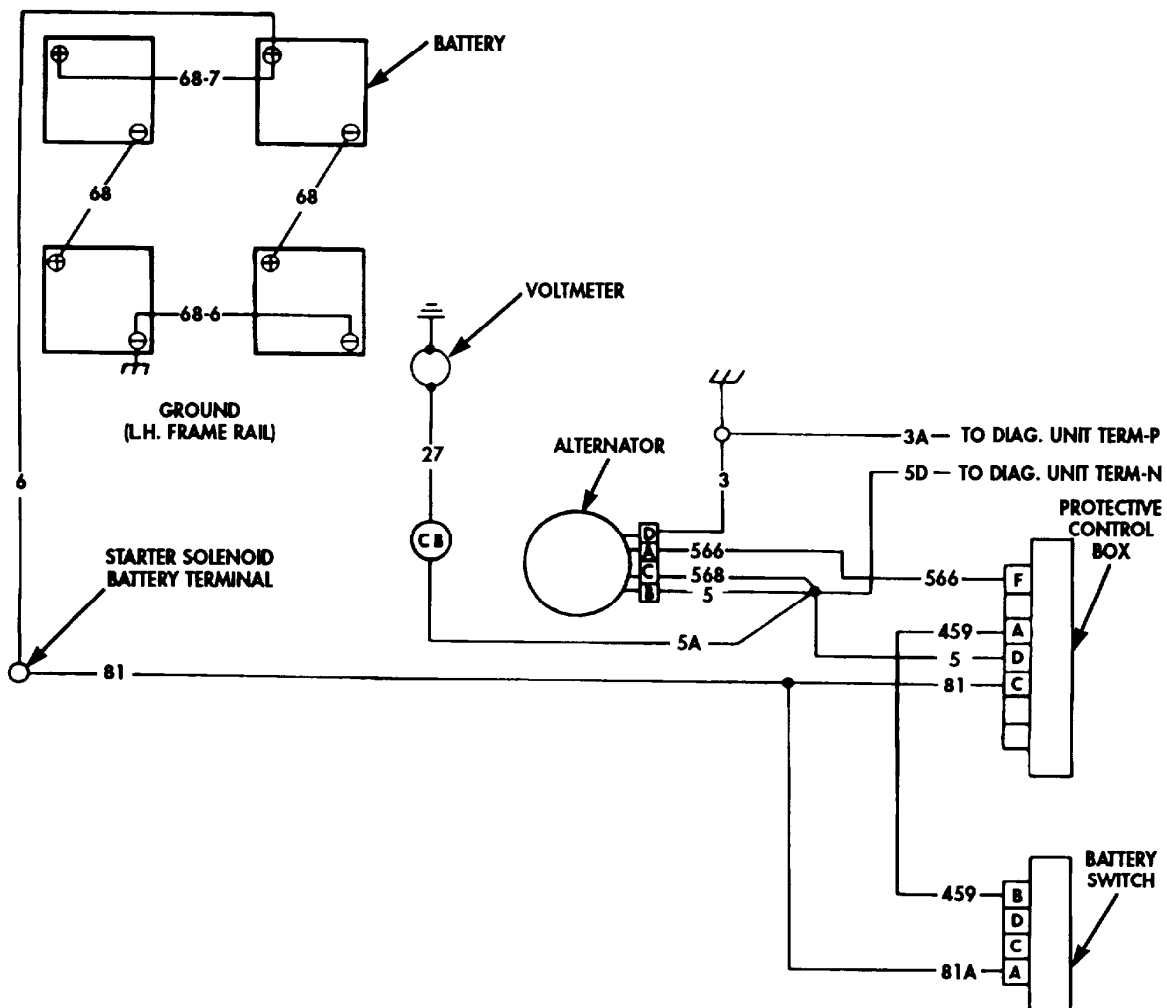 BATTERY
68-7
68
68
68-6
GROUND
(L.H. FRAME RAIL)
VOLTMETER
6
27
CB
ALTERNATOR
3
3A — TO DIAG. UNIT TERM-P
5D — TO DIAG. UNIT TERM-N
PROTECTIVE
CONTROL
BOX
STARTER SOLENOID
BATTERY TERMINAL
D
A
C
B
566
568
5
566
F
5A
459
A
5
D
81
81
C
BATTERY
SWITCH
459
B
D
C
81A
A